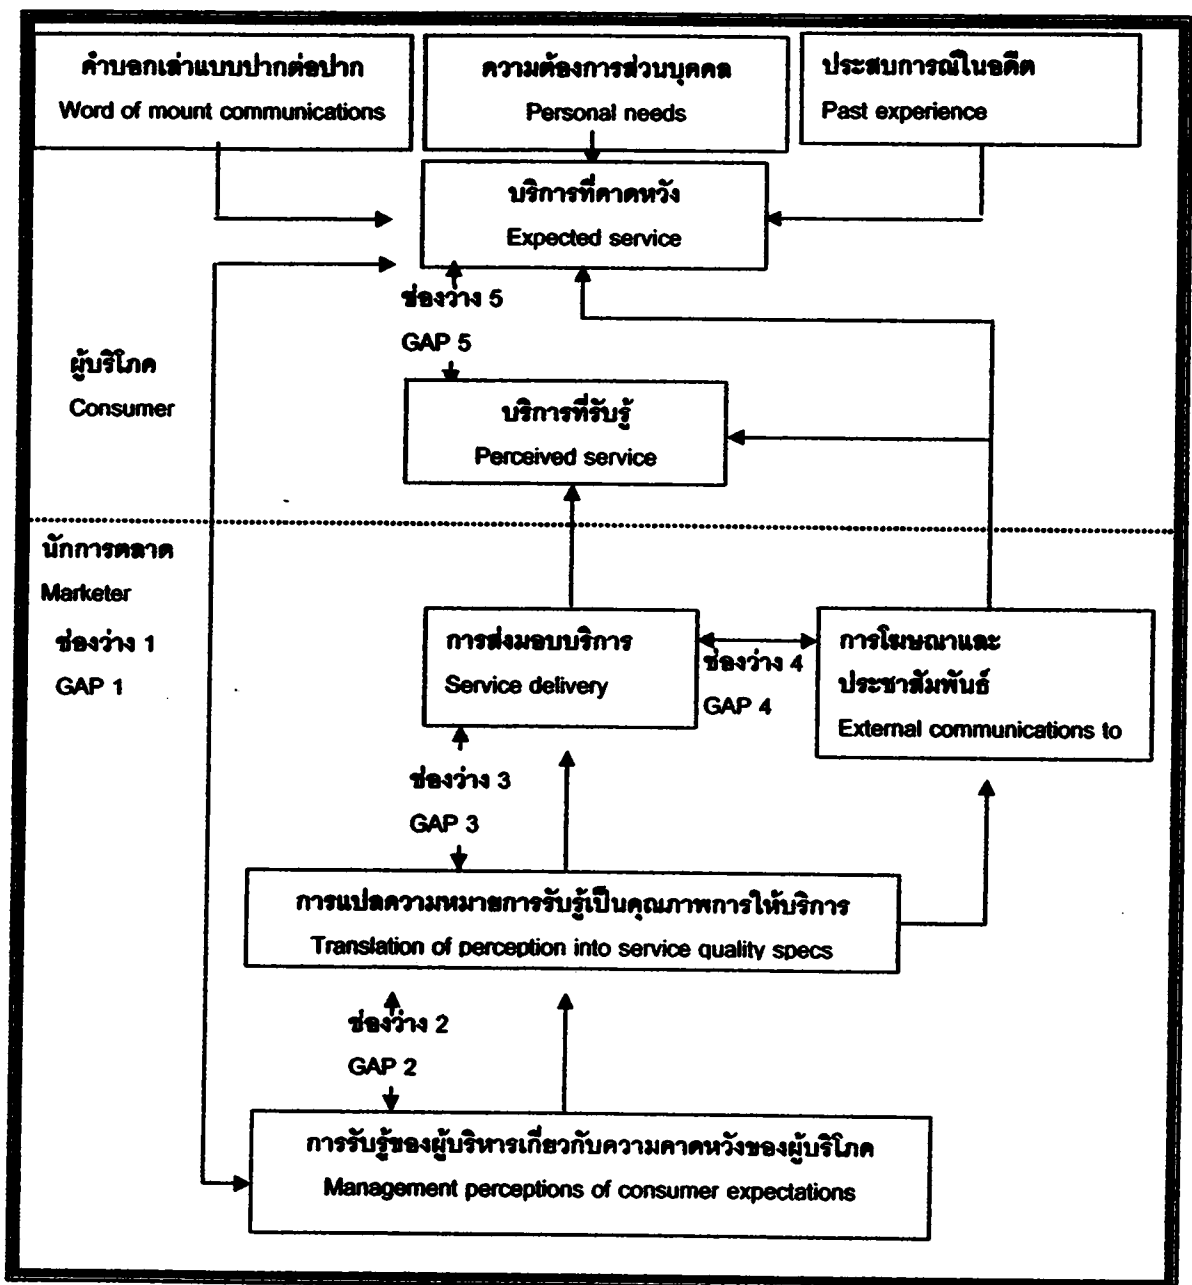 คำบอกเล่าแบบปากต่อปาก
Word of mount communications
ความต้องการส่วนบุคคล
Personal needs
ประสบการณ์ในอดีต
Past experience
บริการที่คาดหวัง
Expected service
ช่องว่าง 5
GAP 5
ผู้บริโภค
Consumer
บริการที่รับรู้
Perceived service
นักการตลาด
Marketer
ช่องว่าง 1
GAP 1
การส่งมอบบริการ
Service delivery
ช่องว่าง 4
GAP 4
การโฆษณาและ
ประชาสัมพันธ์
External communications to
ช่องว่าง 3
GAP 3
การแปลความหมายการรับรู้เป็นคุณภาพการให้บริการ
Translation of perception into service quality specs
ช่องว่าง 2
GAP 2
การรับรู้ของผู้บริหารเกี่ยวกับความคาดหวังของผู้บริโภค
Management perceptions of consumer expectations